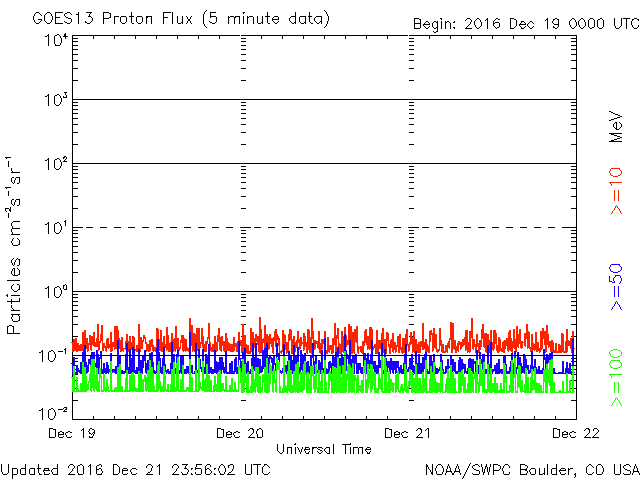 GOES13 Proton Flux (5 minute data)
Begin: 2016 Dec 19 0000 UTC
Particles cm⁻²s⁻¹sr⁻¹
10⁴
10³
10²
10¹
10⁰
10⁻¹
10⁻²
Dec 19
Dec 20
Dec 21
Dec 22
Universal Time
MeV
>=10
>=50
>=100
Updated 2016 Dec 21 23:56:02 UTC
NOAA/SWPC Boulder, CO USA